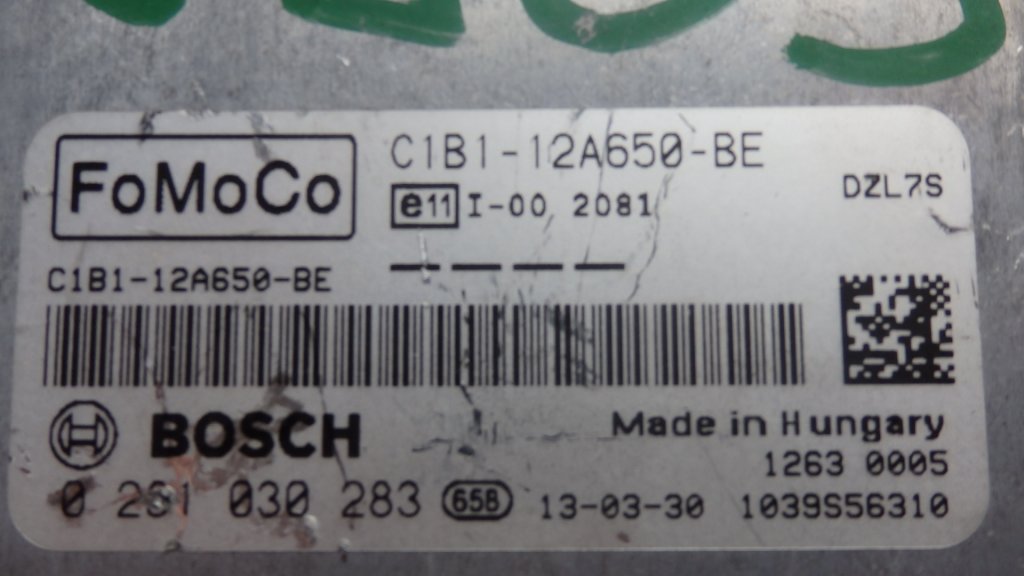 FoMoCo
C1B1-12A650-BE
e11 I-00 2081
DZL7S
C1B1-12A650-BE
BOSCH
Made in Hungary
1263 0005
0 261 030 283 65B 13-03-30 1039S56310